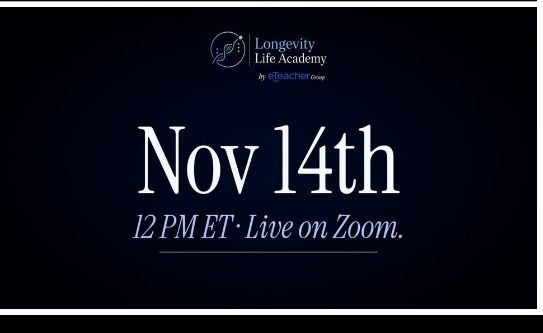 Longevity
Life Academy
by eTeacher Group
Nov 14th
12 PM ET · Live on Zoom.